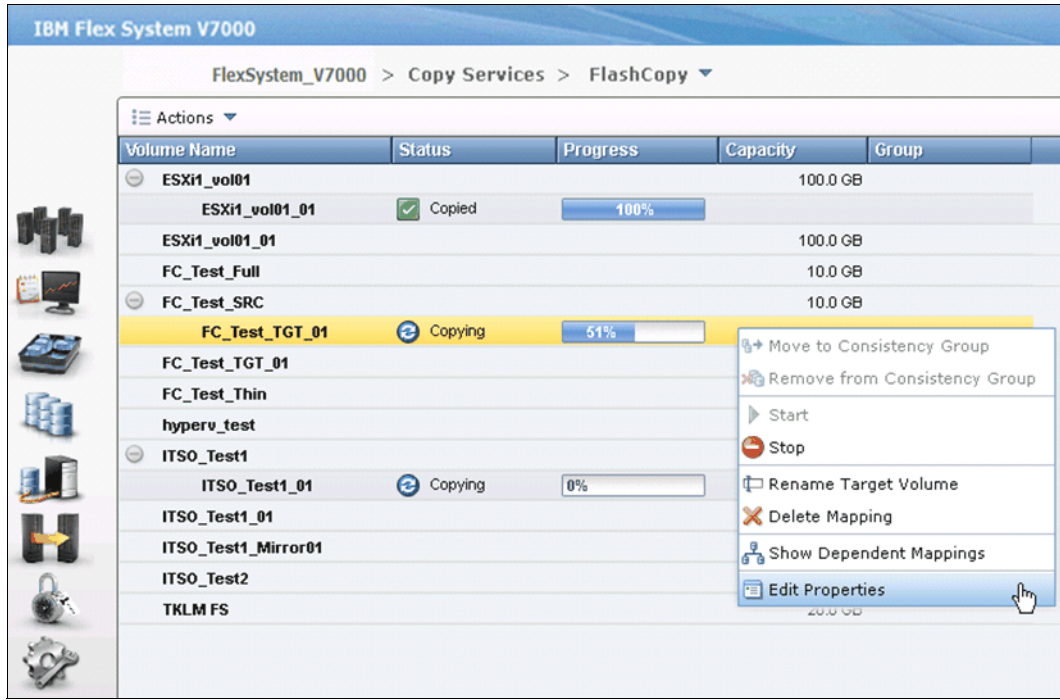 IBM Flex System V7000
FlexSystem_V7000 > Copy Services > FlashCopy
Actions
Volume Name Status Progress Capacity Group
ESXi1_vol01 100.0 GB
ESXi1_vol01_01 Copied 100%
ESXi1_vol01_01 100.0 GB
FC_Test_Full 10.0 GB
FC_Test_SRC 10.0 GB
FC_Test_TGT_01 Copying 51%
Move to Consistency Group
FC_Test_TGT_01
Remove from Consistency Group
FC_Test_Thin
Start
hyperv_test
Stop
ITSO_Test1
ITSO_Test1_01 Copying 0%
Rename Target Volume
ITSO_Test1_01
Delete Mapping
ITSO_Test1_Mirror01
Show Dependent Mappings
ITSO_Test2
Edit Properties
TKLM FS 20.0 GB